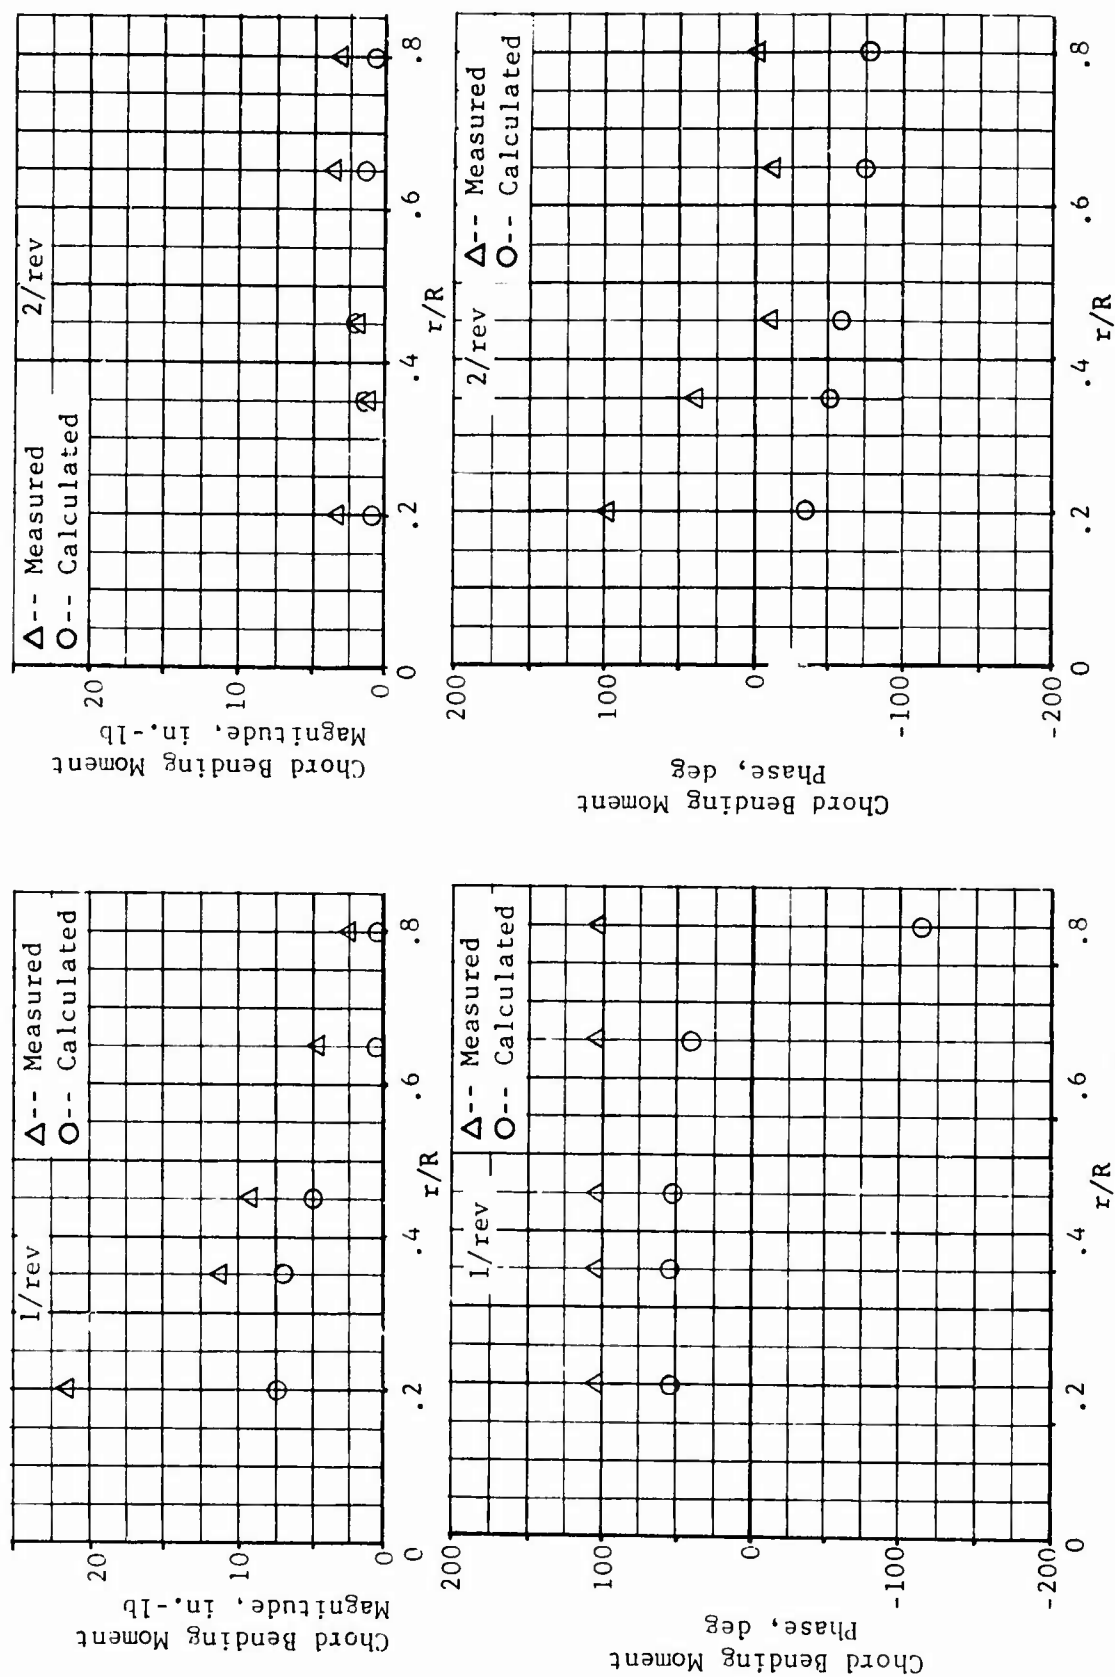 Chord Bending Moment
Magnitude, in.-lb
20
10
0
1/rev
Δ-- Measured
O-- Calculated
0
.2
.4
.6
.8
r/R
Chord Bending Moment
Phase, deg
200
100
0
-100
-200
1/rev
Δ-- Measured
O-- Calculated
0
.2
.4
.6
.8
r/R
Chord Bending Moment
Magnitude, in.-lb
20
10
0
Δ-- Measured
O-- Calculated
2/rev
0
.2
.4
.6
.8
r/R
Chord Bending Moment
Phase, deg
200
100
0
-100
-200
2/rev
Δ-- Measured
O-- Calculated
0
.2
.4
.6
.8
r/R